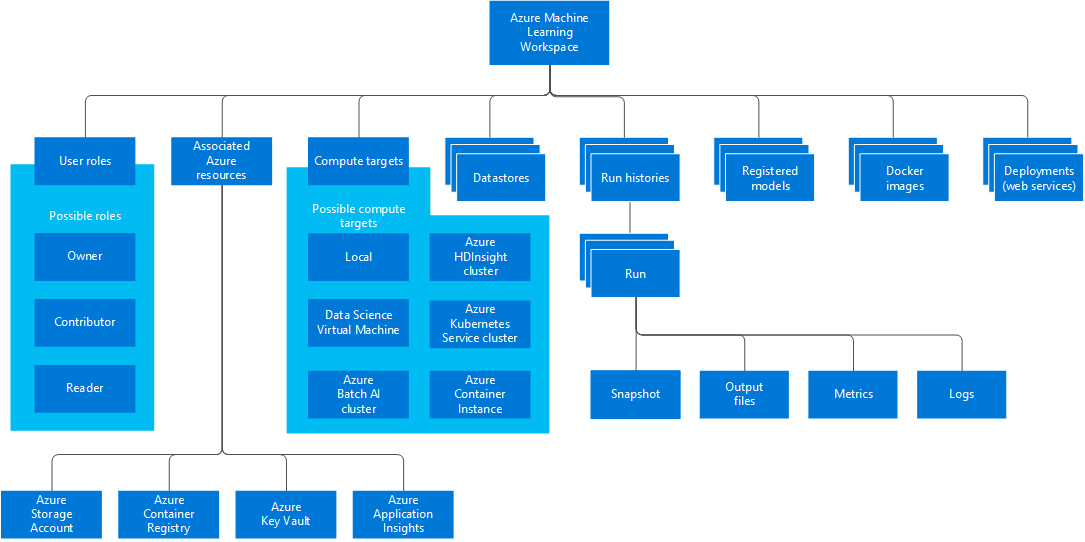 Azure Machine
Learning
Workspace
User roles
Associated
Azure
resources
Compute targets
Datastores
Run histories
Registered
models
Docker
images
Deployments
(web services)
Possible roles
Owner
Contributor
Reader
Possible compute
targets
Local
Azure
HDInsight
cluster
Data Science
Virtual Machine
Azure
Kubernetes
Service cluster
Azure
Batch AI
cluster
Azure
Container
Instance
Run
Snapshot
Output
files
Metrics
Logs
Azure
Storage
Account
Azure
Container
Registry
Azure
Key Vault
Azure
Application
Insights